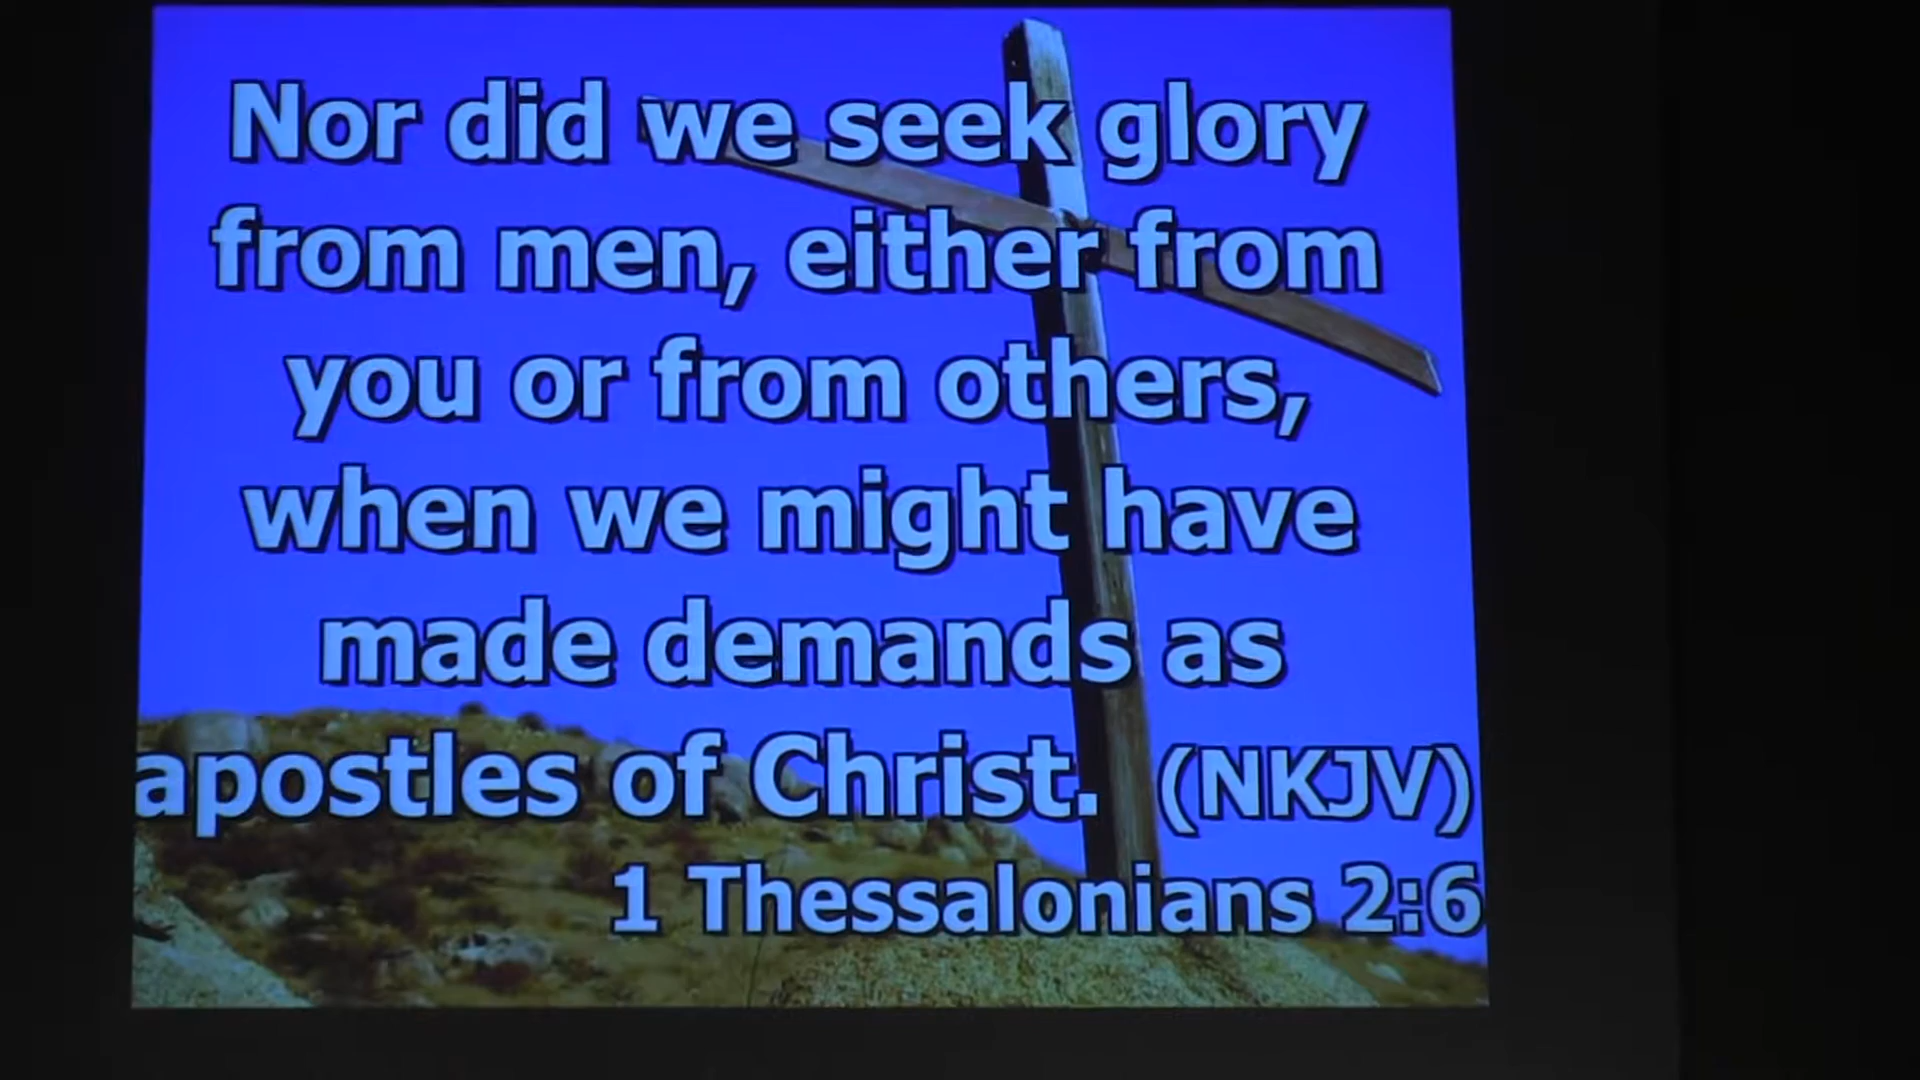 Nor did we seek glory
from men, either from
you or from others,
when we might have
made demands as
apostles of Christ. (NKJV)
1 Thessalonians 2:6